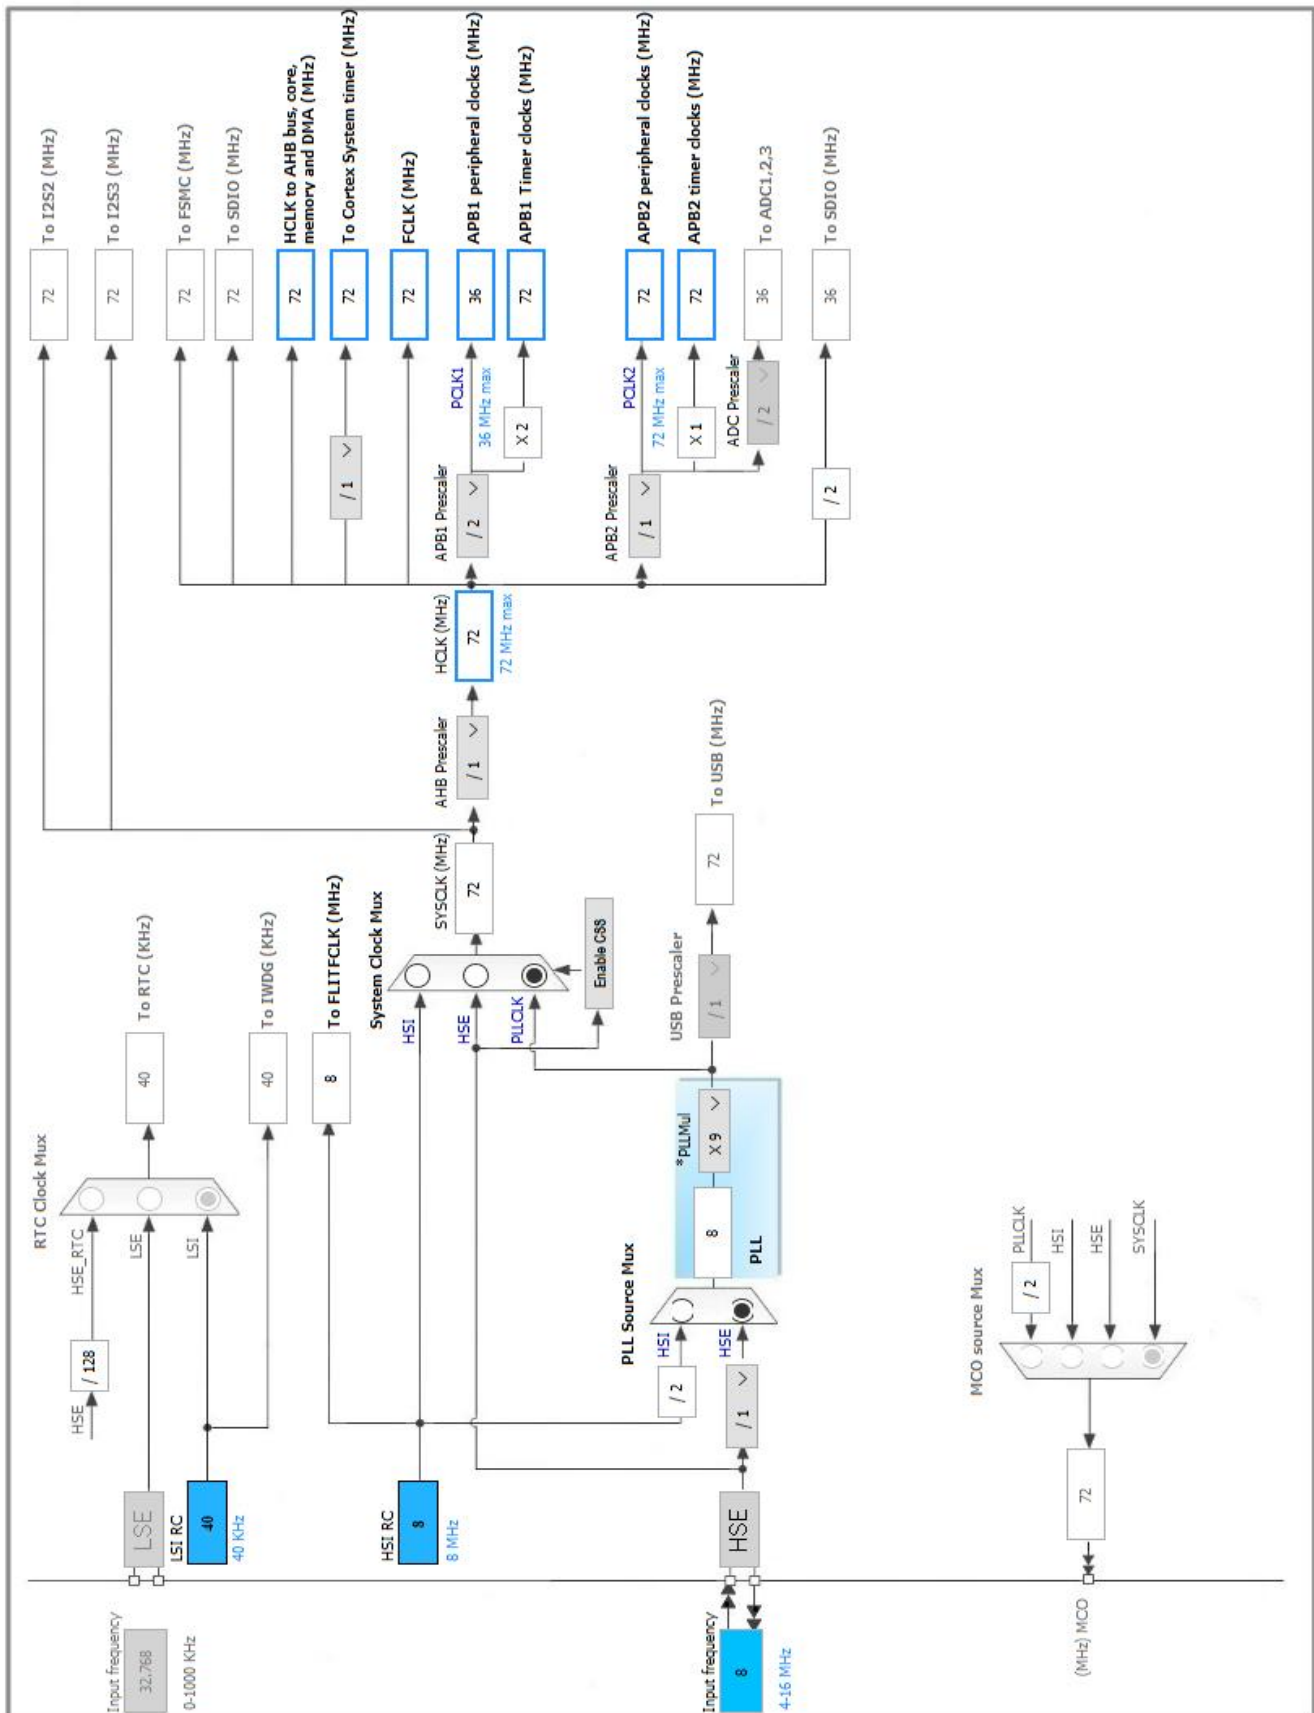 RTC Clock Mux
HSE
/ 128
HSE_RTC
Input frequency
32.768
0-1000 KHz
LSE
LSE
LSI RC
40
40 KHz
LSI
40
To RTC (KHz)
40
To IWDG (KHz)
8
To FLITFCLK (MHz)
HSI RC
8
8 MHz
System Clock Mux
HSI
HSE
PLLCLK
Enable CSS
SYSCLK (MHz)
72
AHB Prescaler
/ 1
HCLK (MHz)
72
72 MHz max
72
To I2S2 (MHz)
72
To I2S3 (MHz)
72
To FSMC (MHz)
72
To SDIO (MHz)
72
HCLK to AHB bus, core,
memory and DMA (MHz)
/ 1
72
To Cortex System timer (MHz)
72
FCLK (MHz)
APB1 Prescaler
/ 2
PCLK1
36 MHz max
36
APB1 peripheral clocks (MHz)
X 2
72
APB1 Timer clocks (MHz)
APB2 Prescaler
/ 1
PCLK2
72 MHz max
72
APB2 peripheral clocks (MHz)
X 1
72
APB2 timer clocks (MHz)
ADC Prescaler
/ 2
36
To ADC1,2,3
/ 2
36
To SDIO (MHz)
PLL Source Mux
/ 2
HSI
Input frequency
8
4-16 MHz
HSE
/ 1
HSE
8
*PLLMul
X 9
PLL
USB Prescaler
/ 1
72
To USB (MHz)
MCO source Mux
(MHz) MCO
72
/ 2
PLLCLK
HSI
HSE
SYSCLK